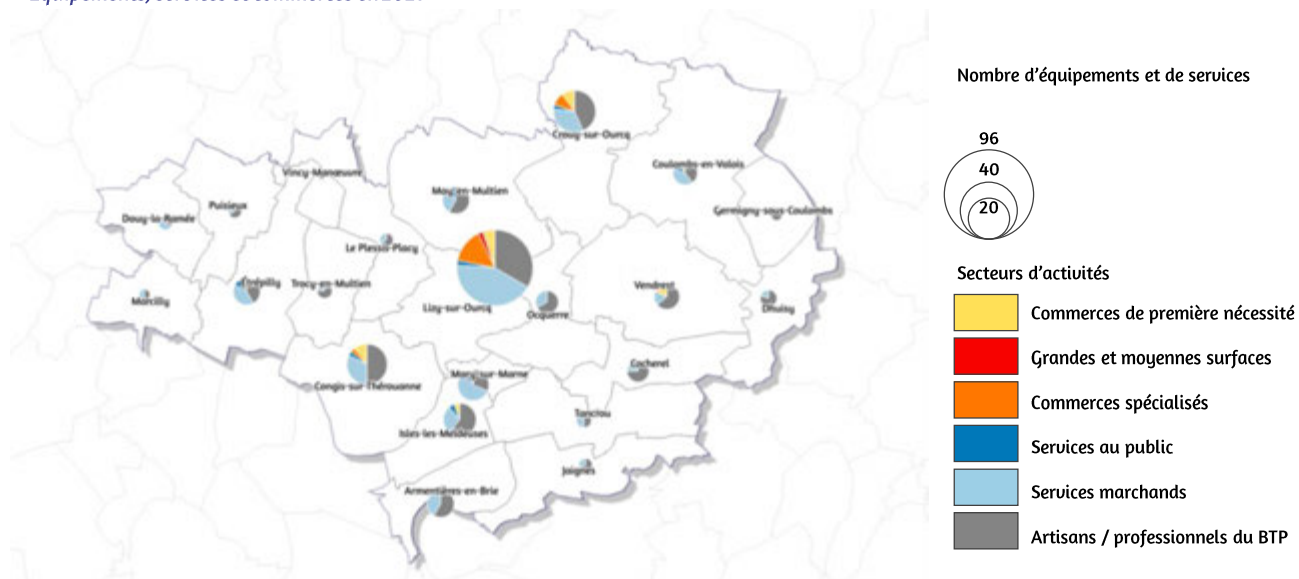 Nombre d'équipements et de services
96
40
20
Secteurs d'activités
Commerces de première nécessité
Grandes et moyennes surfaces
Commerces spécialisés
Services au public
Services marchands
Artisans / professionnels du BTP
Crouy-sur-Ourcq
Coulombs-en-Valois
Germigny-sous-Coulombs
Vincy-Manœuvre
May-en-Multien
Puisieux
Douy-la-Ramée
Le Plessis-Placy
Étrépilly
Trocy-en-Multien
Marcilly
Lizy-sur-Ourcq
Ocquerre
Vendrest
Dhuisy
Cocherel
Congis-sur-Thérouanne
Mary-sur-Marne
Isles-les-Meldeuses
Tancrou
Jaignes
Armentières-en-Brie